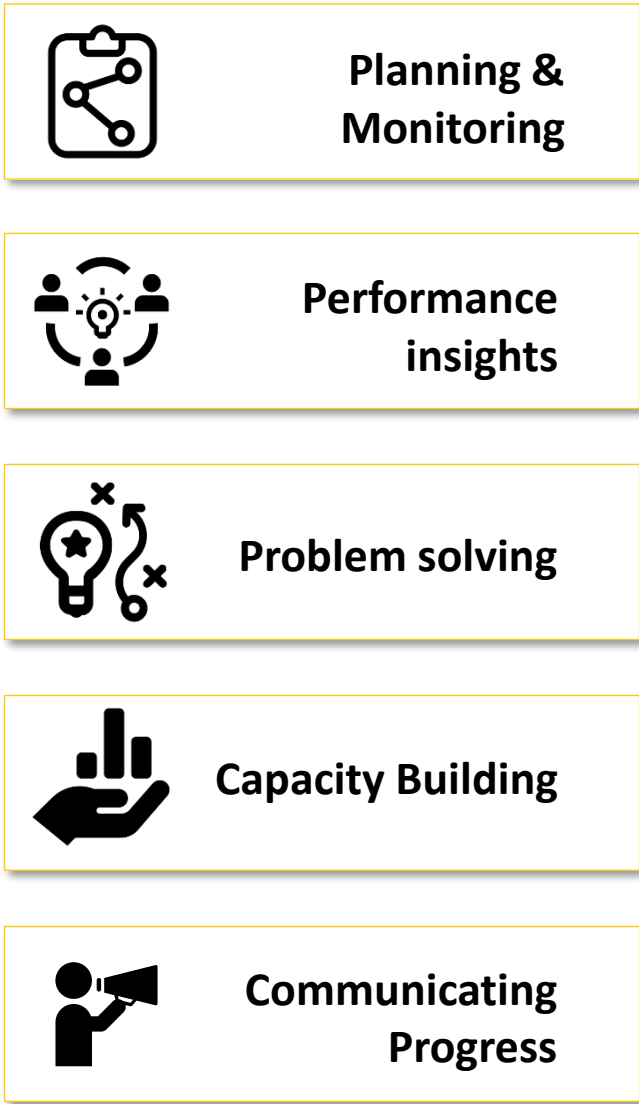 Planning &
Monitoring
Performance
insights
Problem solving
Capacity Building
Communicating
Progress